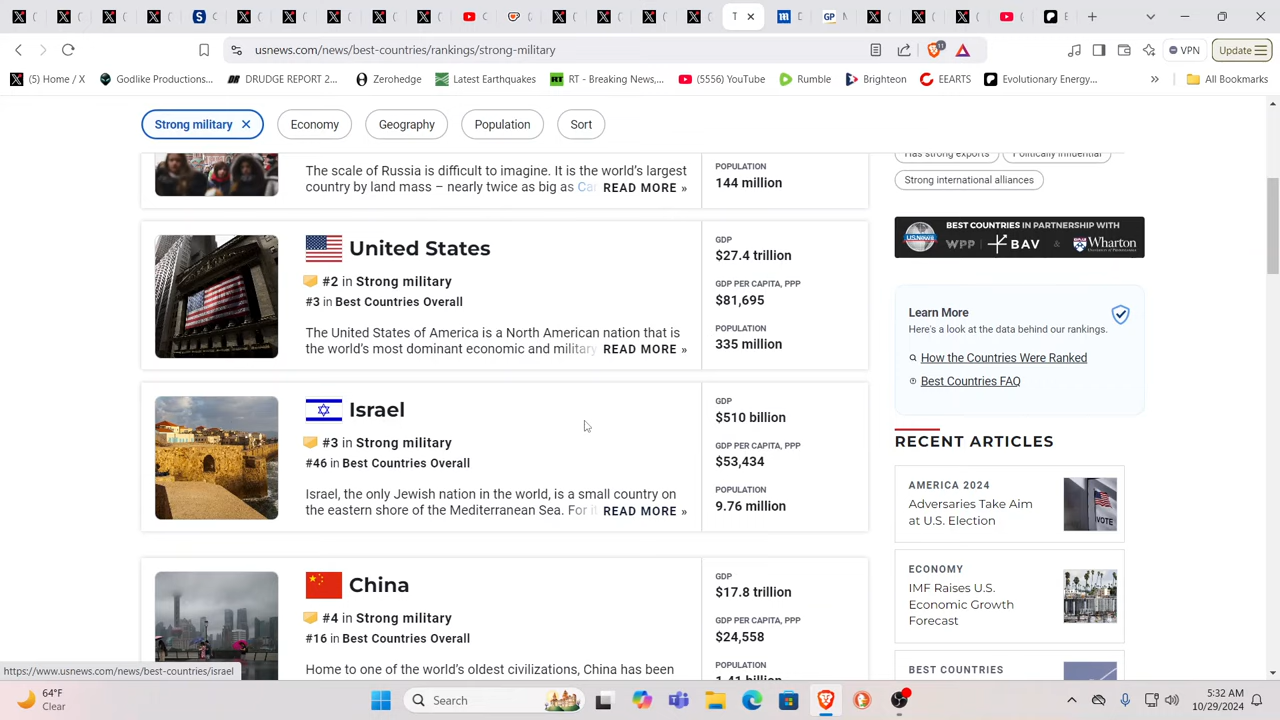 usnews.com/news/best-countries/rankings/strong-military
11
VPN
Update
(5) Home / X
Godlike Productions...
DRUDGE REPORT 2...
Zerohedge
Latest Earthquakes
RT - Breaking News,...
(5556) YouTube
Rumble
Brighteon
EEARTS
Evolutionary Energy...
All Bookmarks
Strong military
Economy
Geography
Population
Sort
The scale of Russia is difficult to imagine. It is the world's largest
country by land mass – nearly twice as big as Ca
READ MORE »
POPULATION
144 million
Has strong exports
Politically influential
Strong international alliances
United States
#2 in Strong military
#3 in Best Countries Overall
The United States of America is a North American nation that is
the world's most dominant economic and military
READ MORE »
GDP
$27.4 trillion
GDP PER CAPITA, PPP
$81,695
POPULATION
335 million
BEST COUNTRIES IN PARTNERSHIP WITH
U.S.News
WPP
BAV
&
Wharton
Learn More
Here's a look at the data behind our rankings.
How the Countries Were Ranked
Best Countries FAQ
Israel
#3 in Strong military
#46 in Best Countries Overall
Israel, the only Jewish nation in the world, is a small country on
the eastern shore of the Mediterranean Sea. For it
READ MORE »
GDP
$510 billion
GDP PER CAPITA, PPP
$53,434
POPULATION
9.76 million
RECENT ARTICLES
AMERICA 2024
Adversaries Take Aim
at U.S. Election
VOTE
ECONOMY
IMF Raises U.S.
Economic Growth
Forecast
BEST COUNTRIES
China
#4 in Strong military
#16 in Best Countries Overall
Home to one of the world's oldest civilizations, China has been
GDP
$17.8 trillion
GDP PER CAPITA, PPP
$24,558
POPULATION
1.41 billion
https://www.usnews.com/news/best-countries/israel
64°F
Clear
Search
5:32 AM
10/29/2024